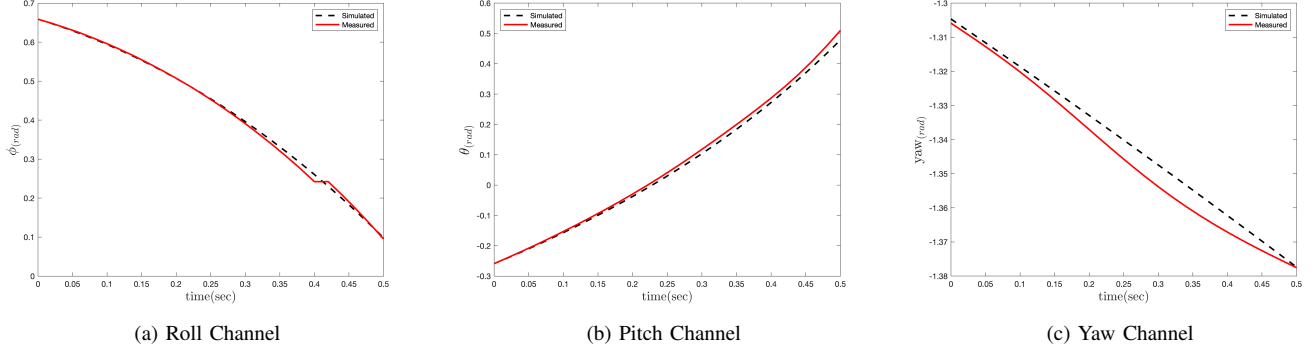 0.7
0.6
0.5
0.4
0.3
0.2
0.1
0
ϕ(rad)
Simulated
Measured
0 0.05 0.1 0.15 0.2 0.25 0.3 0.35 0.4 0.45 0.5
time(sec)
(a) Roll Channel
0.6
0.5
0.4
0.3
0.2
0.1
0
-0.1
-0.2
-0.3
θ(rad)
Simulated
Measured
0 0.05 0.1 0.15 0.2 0.25 0.3 0.35 0.4 0.45 0.5
time(sec)
(b) Pitch Channel
-1.3
-1.31
-1.32
-1.33
-1.34
-1.35
-1.36
-1.37
-1.38
yaw(rad)
Simulated
Measured
0 0.05 0.1 0.15 0.2 0.25 0.3 0.35 0.4 0.45 0.5
time(sec)
(c) Yaw Channel